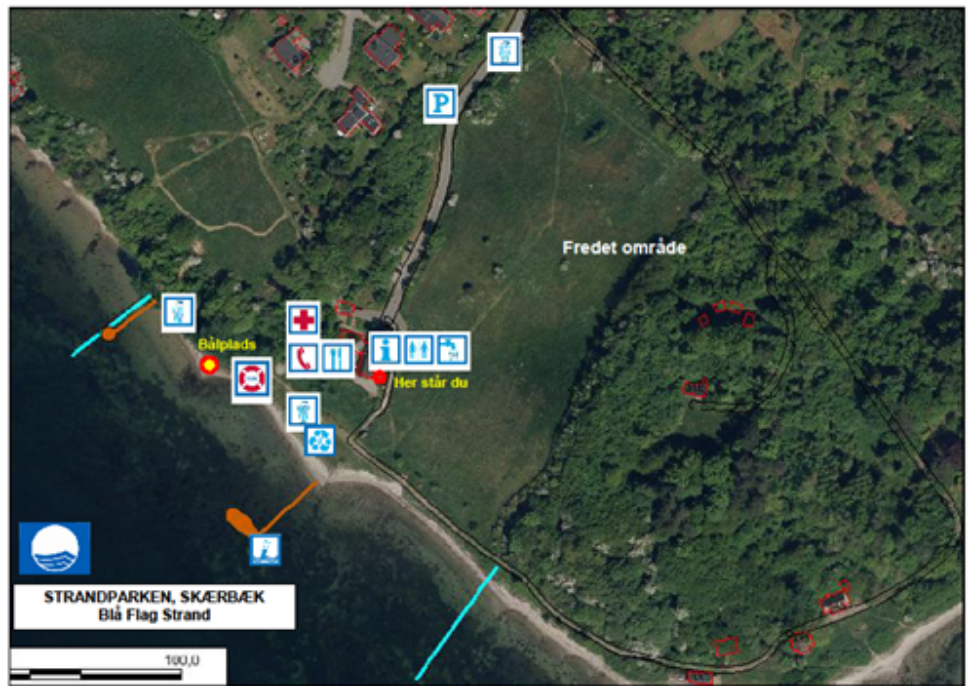 P
Fredet område
Bålplads
Her står du
STRANDPARKEN, SKÆRBÆK
Blå Flag Strand
100,0